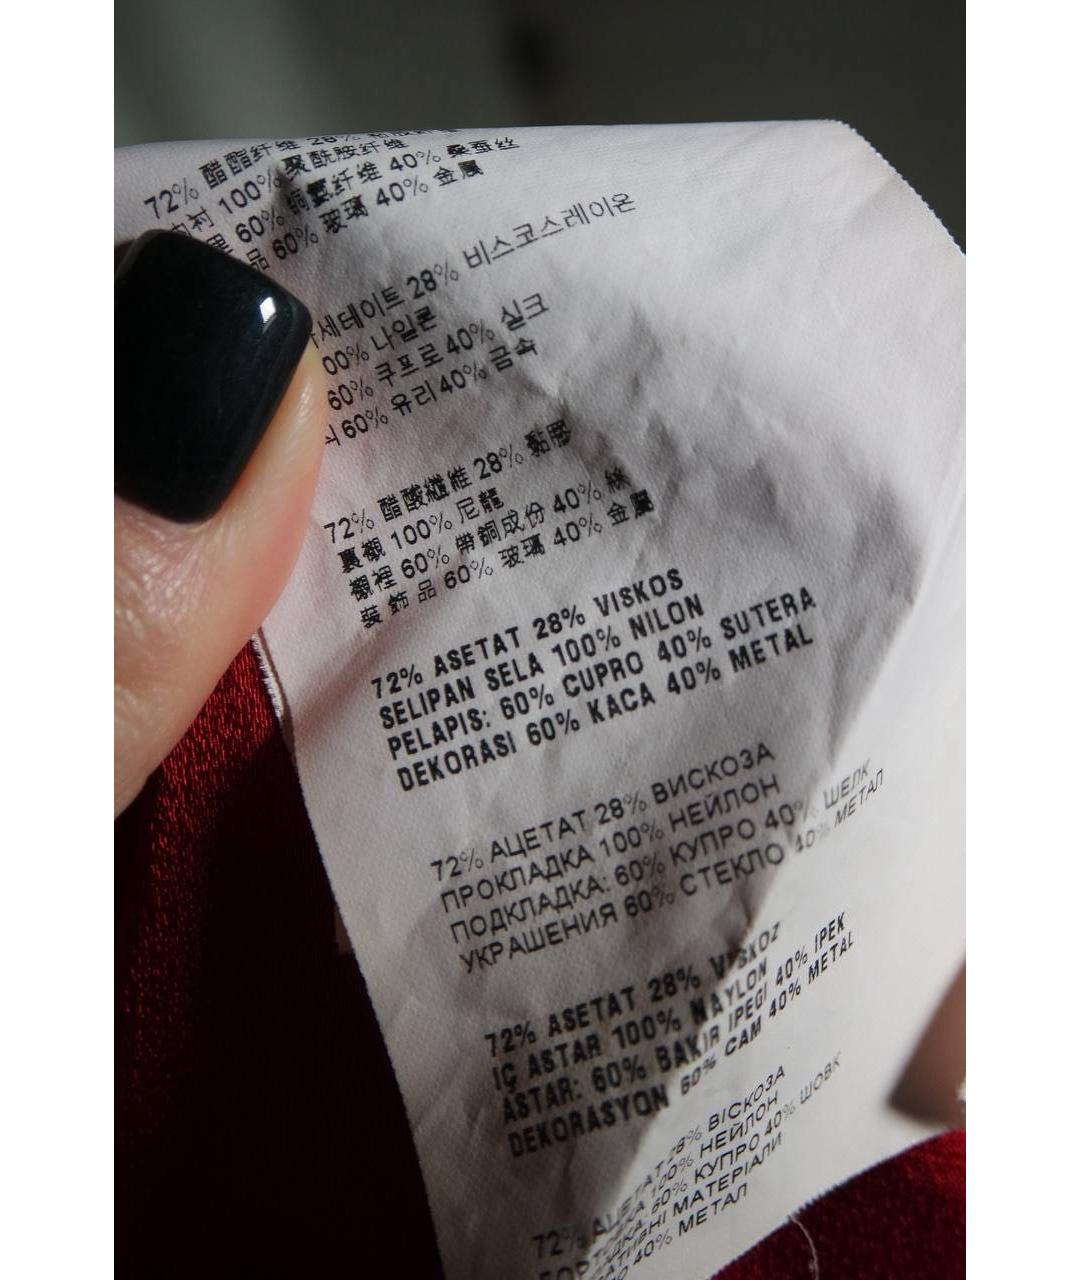 72% 醋酯纤维 28%
100% 聚酰胺纤维
60% 铜氨纤维 40% 桑蚕丝
品 60% 玻璃 40% 金属
세테이트 28% 비스코스레이온
00% 나일론
60% 쿠프로 40% 실크
식 60% 유리 40% 금속
72% 醋酸纖維 28% 黏膠
裏襯 100% 尼龍
襯裡 60% 帶銅成份 40% 絲
裝飾品 60% 玻璃 40% 金屬
72% ASETAT 28% VISKOS
SELIPAN SELA 100% NILON
PELAPIS: 60% CUPRO 40% SUTERA
DEKORASI 60% KACA 40% METAL
72% АЦЕТАТ 28% ВИСКОЗА
ПРОКЛАДКА 100% НЕЙЛОН
ПОДКЛАДКА: 60% КУПРО 40% ШЕЛК
УКРАШЕНИЯ 60% СТЕКЛО 40% МЕТАЛ
72% ASETAT 28% VISKOZ
IÇ ASTAR 100% NAYLON
ASTAR: 60% BAKIR IPEGI 40% IPEK
DEKORASYON 60% CAM 40% METAL
72% АЦЕТАТ 28% ВІСКОЗА
100% НЕЙЛОН
60% КУПРО 40% ШОВК
МАТЕРІАЛИ
40% МЕТАЛ